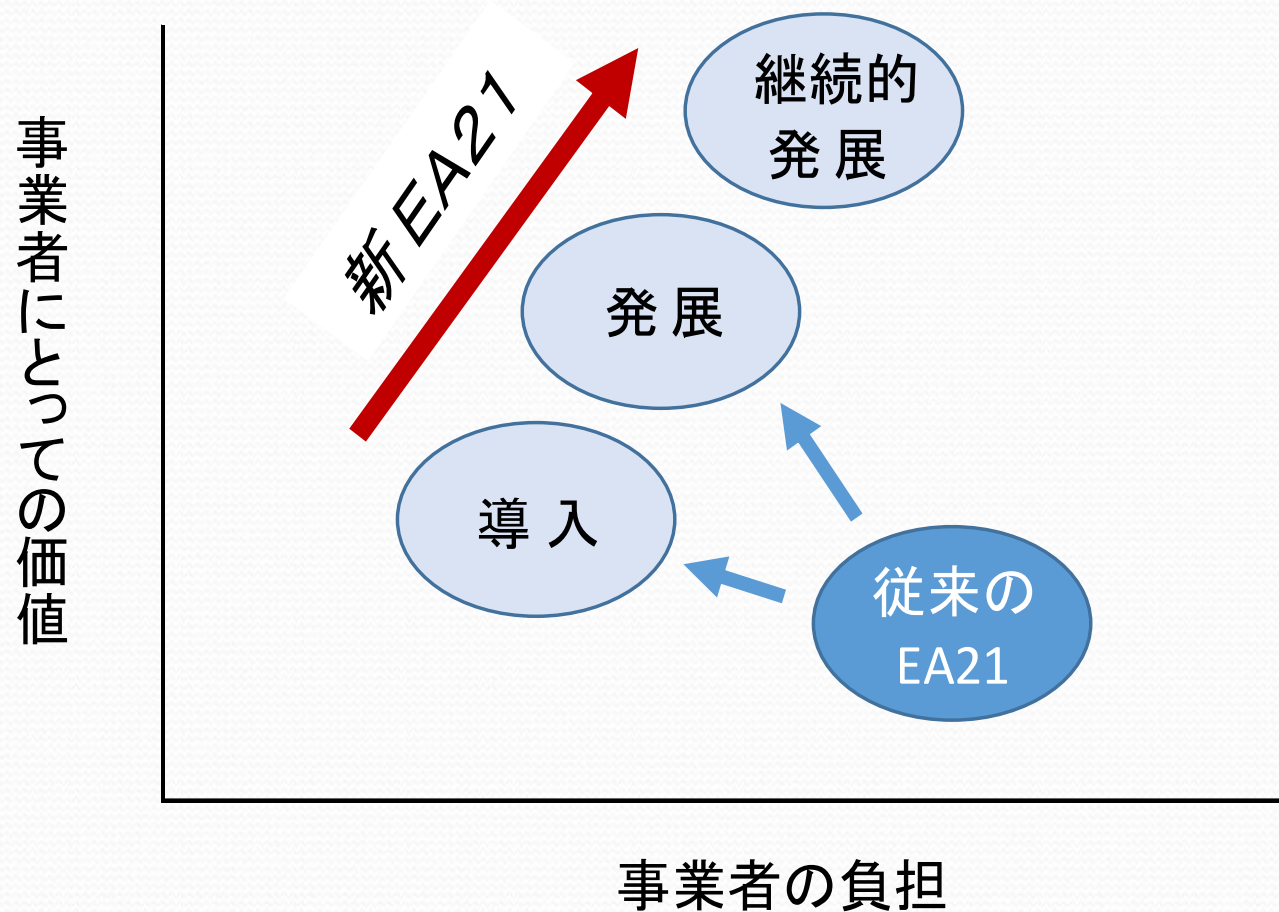 事業者にとっての価値
新EA21
継続的
発 展
発 展
導 入
従来の
EA21
事業者の負担